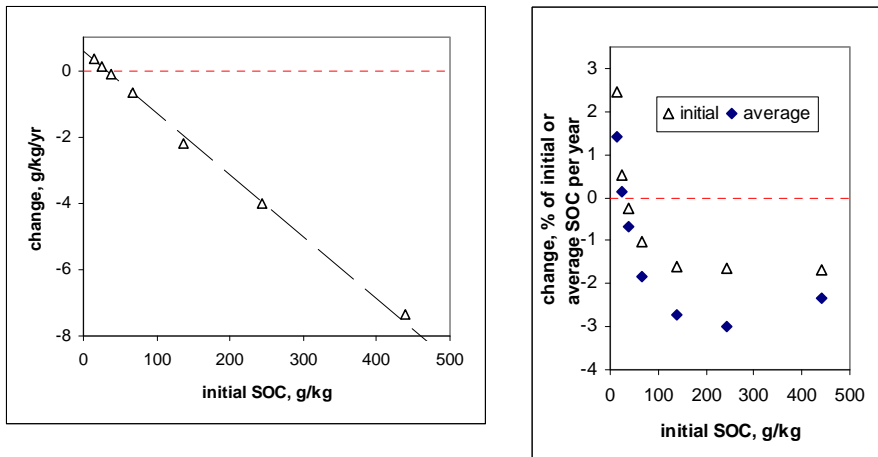 0
-2
-4
-6
-8
0 100 200 300 400 500
change, g/kg/yr
initial SOC, g/kg
3
2
1
0
-1
-2
-3
-4
0 100 200 300 400 500
initial average
change, % of initial or
average SOC per year
initial SOC, g/kg